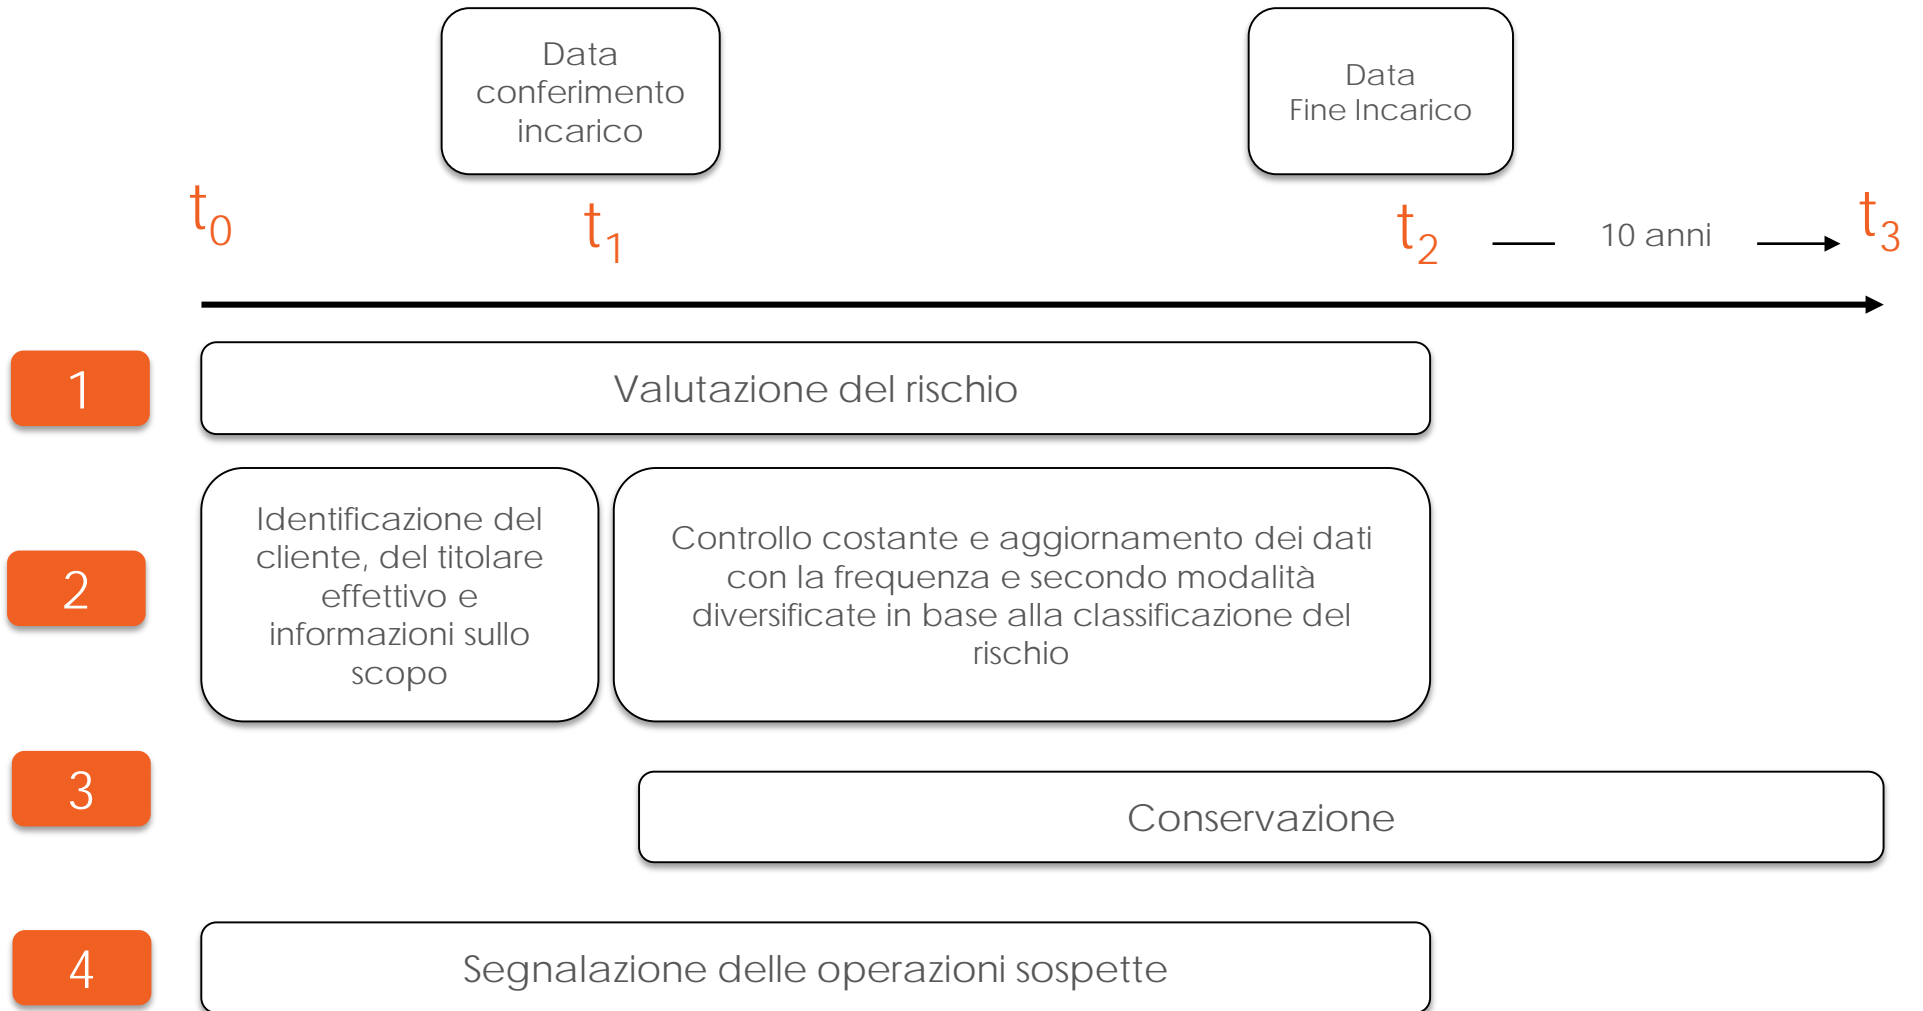 Data
conferimento
incarico
Data
Fine Incarico
t0
t1
t2
10 anni
t3
1
Valutazione del rischio
2
Identificazione del
cliente, del titolare
effettivo e
informazioni sullo
scopo
Controllo costante e aggiornamento dei dati
con la frequenza e secondo modalità
diversificate in base alla classificazione del
rischio
3
Conservazione
4
Segnalazione delle operazioni sospette